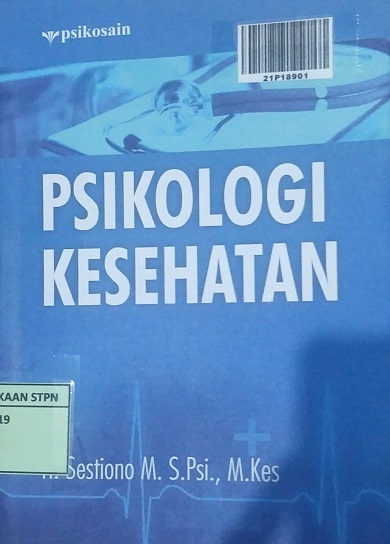 psikosain
21P18901
PSIKOLOGI
KESEHATAN
KAAN STPN
19
Sestiono M. S.Psi., M.Kes